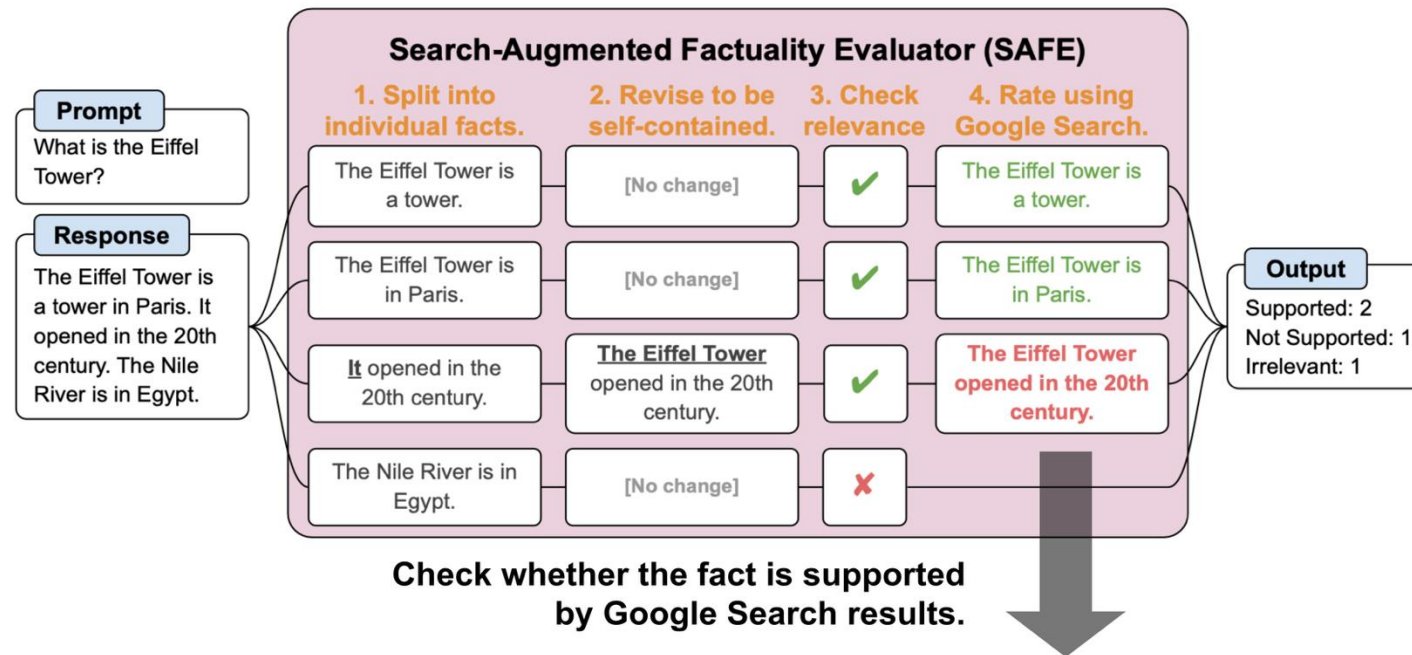 Search-Augmented Factuality Evaluator (SAFE)
Prompt
What is the Eiffel
Tower?
Response
The Eiffel Tower is
a tower in Paris. It
opened in the 20th
century. The Nile
River is in Egypt.
1. Split into
individual facts.
2. Revise to be
self-contained.
3. Check
relevance
4. Rate using
Google Search.
The Eiffel Tower is
a tower.
[No change]
✔
The Eiffel Tower is
a tower.
The Eiffel Tower is
in Paris.
[No change]
✔
The Eiffel Tower is
in Paris.
It opened in the
20th century.
The Eiffel Tower
opened in the 20th
century.
✔
The Eiffel Tower
opened in the 20th
century.
The Nile River is in
Egypt.
[No change]
✘
Output
Supported: 2
Not Supported: 1
Irrelevant: 1
Check whether the fact is supported
by Google Search results.